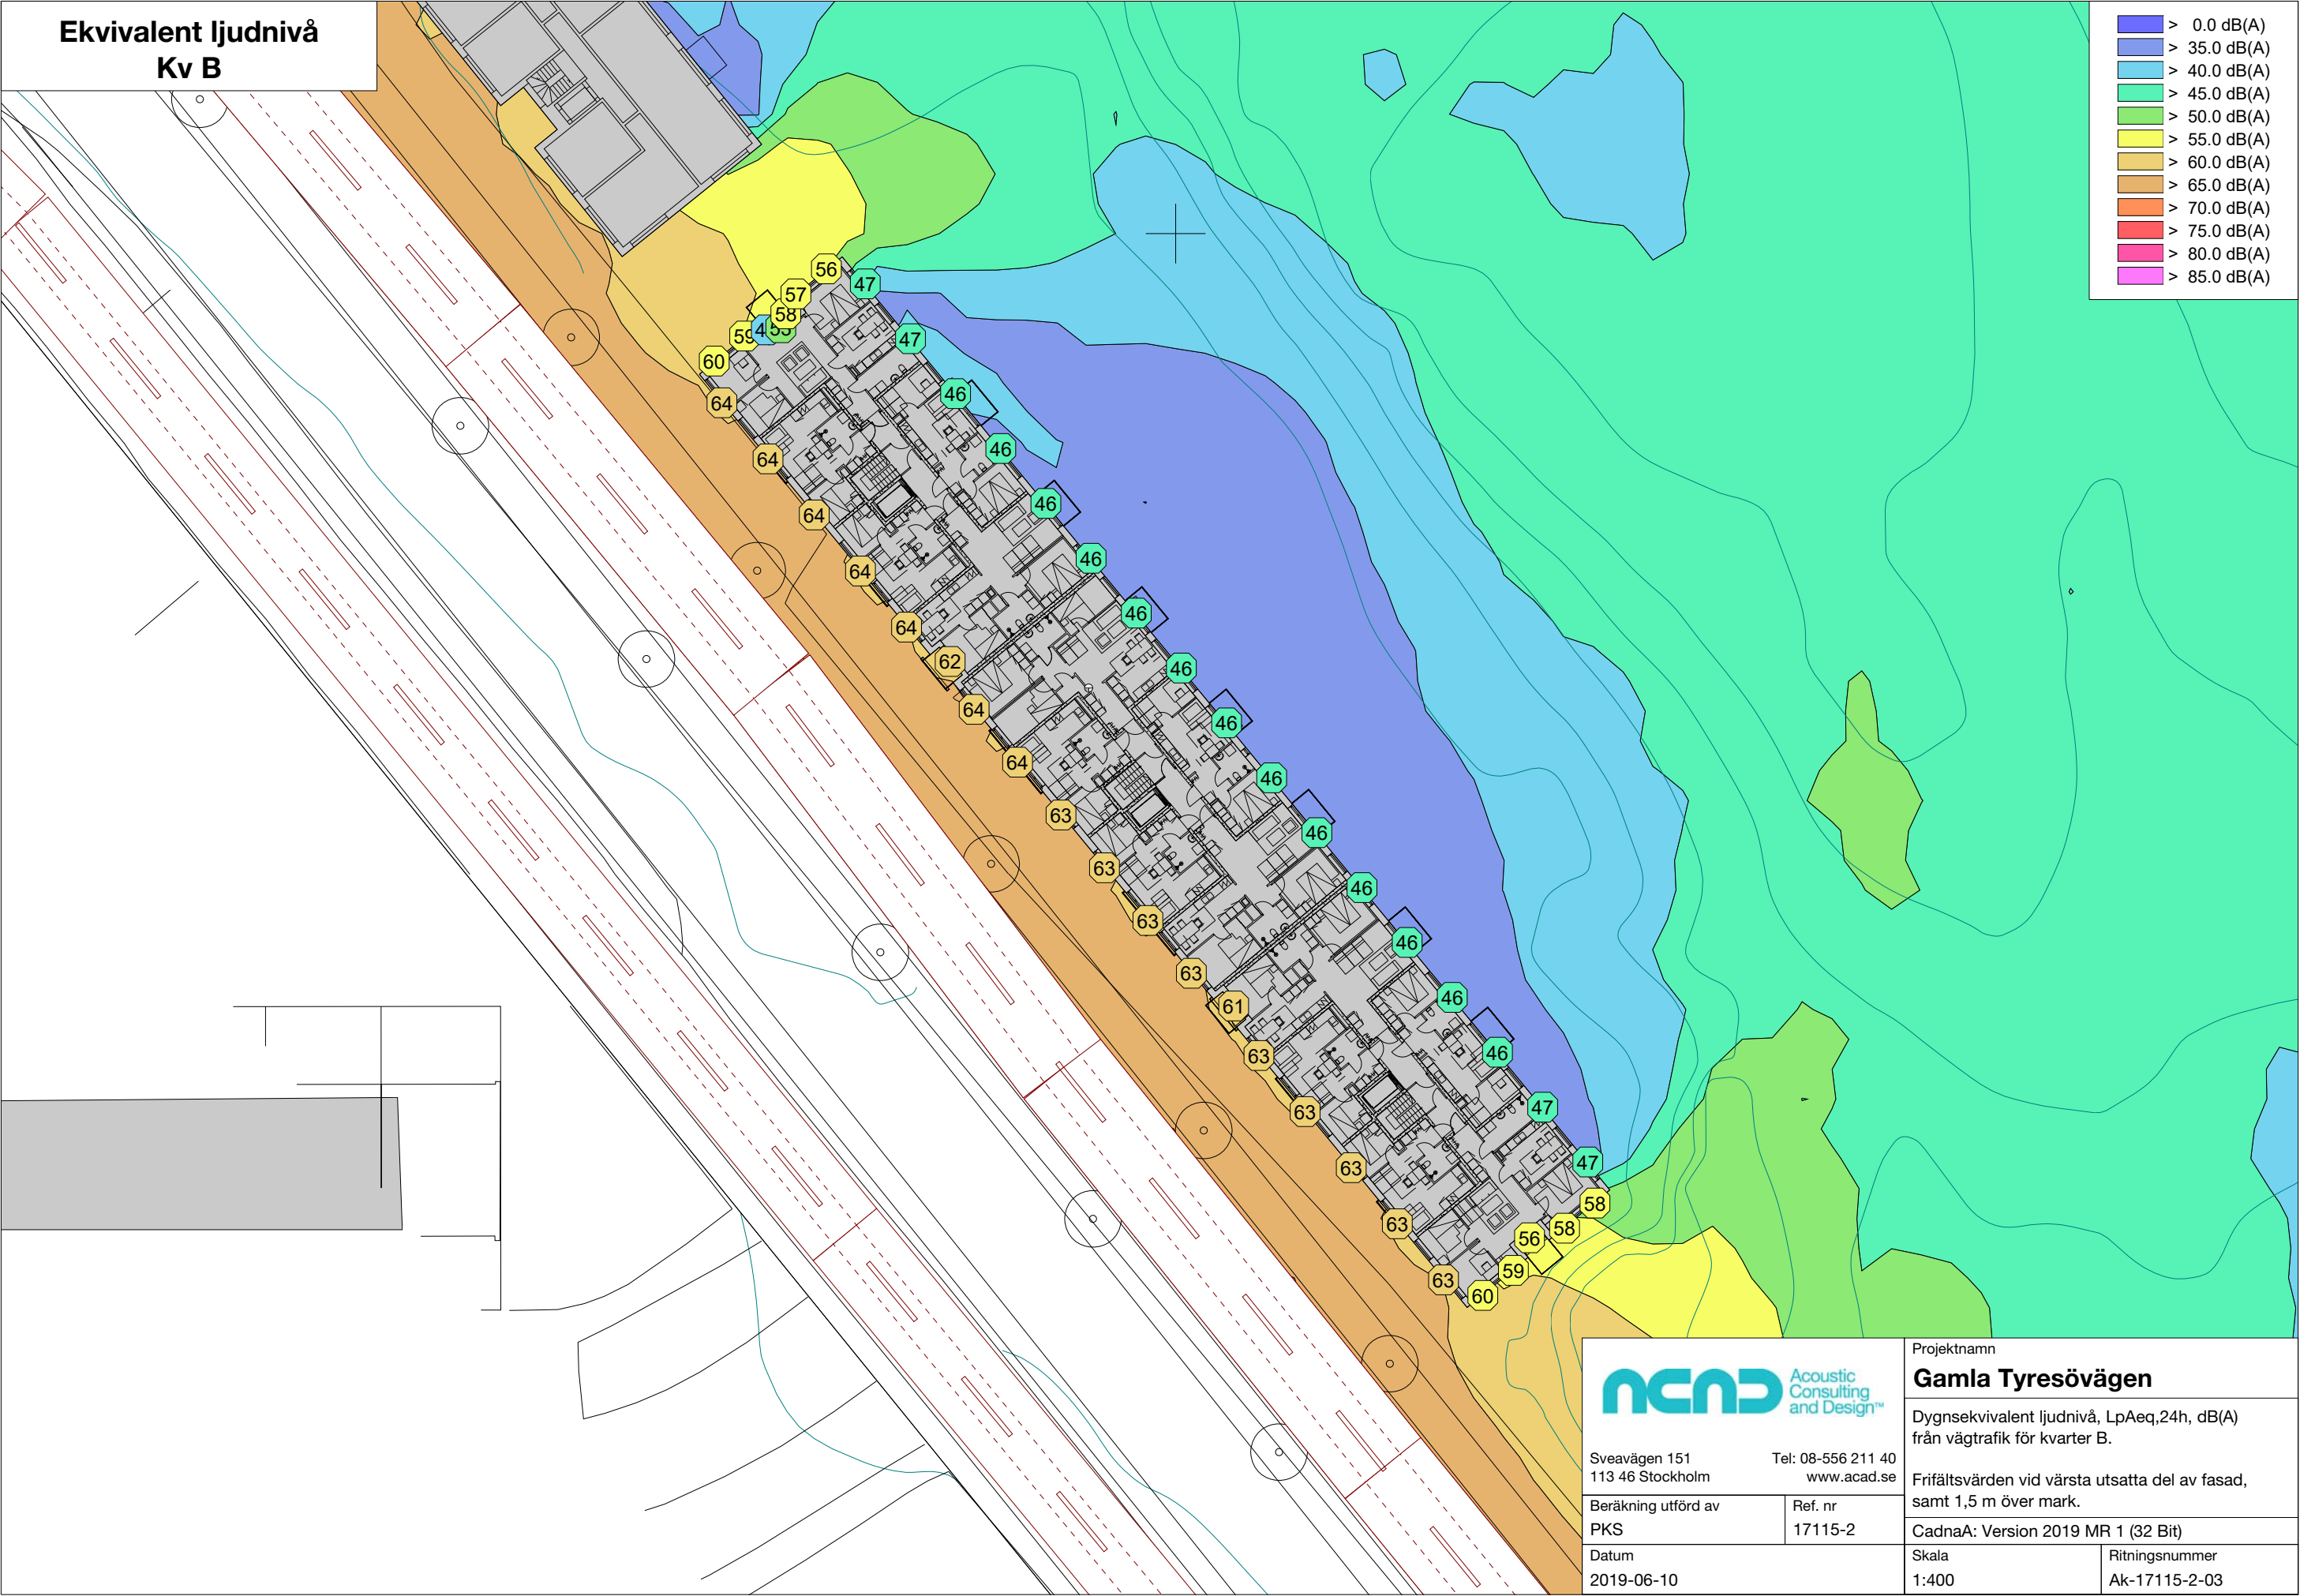 Ekvivalent ljudnivå
Kv B
> 0.0 dB(A)
> 35.0 dB(A)
> 40.0 dB(A)
> 45.0 dB(A)
> 50.0 dB(A)
> 55.0 dB(A)
> 60.0 dB(A)
> 65.0 dB(A)
> 70.0 dB(A)
> 75.0 dB(A)
> 80.0 dB(A)
> 85.0 dB(A)
56
47
57
58
55
59
47
60
64
46
64
46
64
46
64
46
64
46
62
46
64
46
64
46
63
46
63
46
63
46
63
46
61
46
63
47
63
47
63
58
63
58
56
59
63
60
acad
Acoustic
Consulting
and Design™
Sveavägen 151 Tel: 08-556 211 40
113 46 Stockholm www.acad.se
Beräkning utförd av
PKS
Ref. nr
17115-2
Datum
2019-06-10
Projektnamn
Gamla Tyresövägen
Dygnsekvivalent ljudnivå, LpAeq,24h, dB(A)
från vägtrafik för kvarter B.
Frifältsvärden vid värsta utsatta del av fasad,
samt 1,5 m över mark.
CadnaA: Version 2019 MR 1 (32 Bit)
Skala
1:400
Ritningsnummer
Ak-17115-2-03